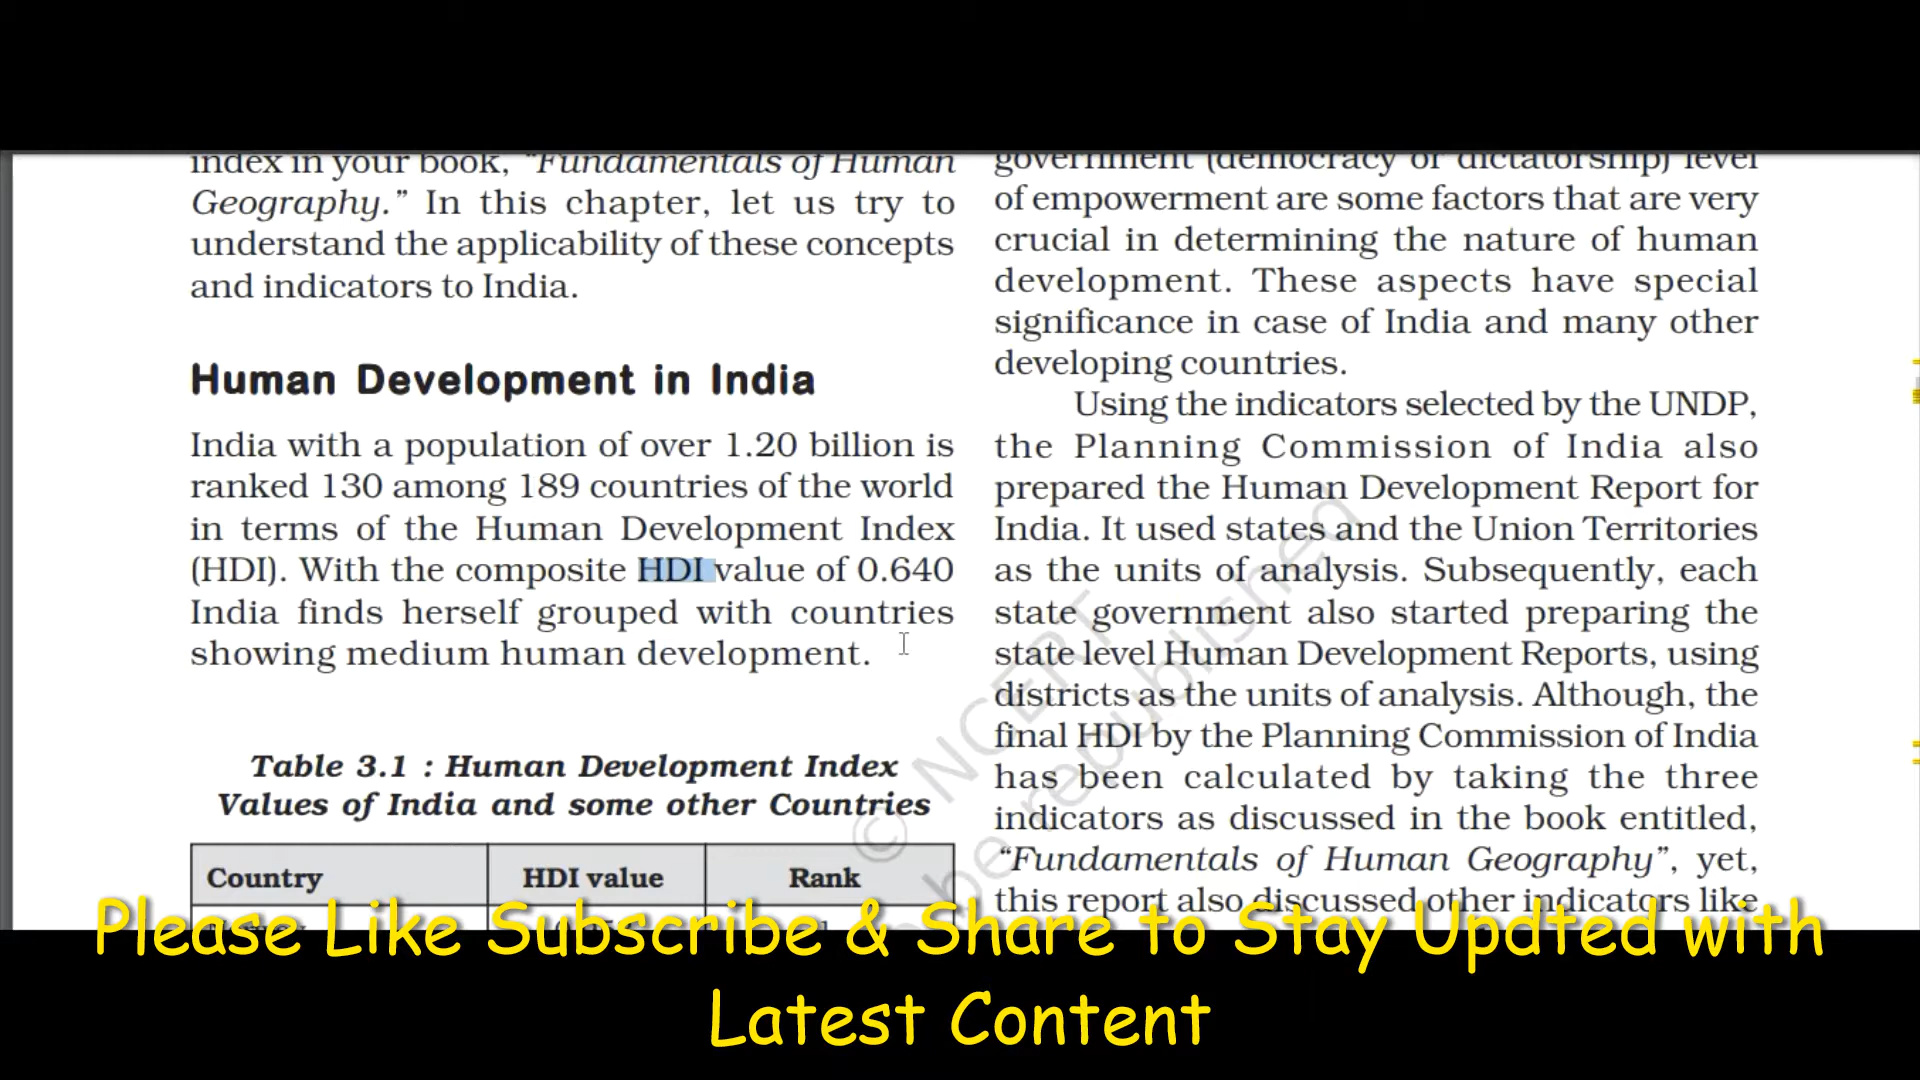 index in your book, “Fundamentals of Human
Geography.” In this chapter, let us try to
understand the applicability of these concepts
and indicators to India.
Human Development in India
India with a population of over 1.20 billion is
ranked 130 among 189 countries of the world
in terms of the Human Development Index
(HDI). With the composite HDI value of 0.640
India finds herself grouped with countries
showing medium human development.
Table 3.1 : Human Development Index
Values of India and some other Countries
Country HDI value Rank
government (democracy or dictatorship) level
of empowerment are some factors that are very
crucial in determining the nature of human
development. These aspects have special
significance in case of India and many other
developing countries.
Using the indicators selected by the UNDP,
the Planning Commission of India also
prepared the Human Development Report for
India. It used states and the Union Territories
as the units of analysis. Subsequently, each
state government also started preparing the
state level Human Development Reports, using
districts as the units of analysis. Although, the
final HDI by the Planning Commission of India
has been calculated by taking the three
indicators as discussed in the book entitled,
“Fundamentals of Human Geography”, yet,
this report also discussed other indicators like
© NCERT
be republished
Please Like Subscribe & Share to Stay Updted with
Latest Content